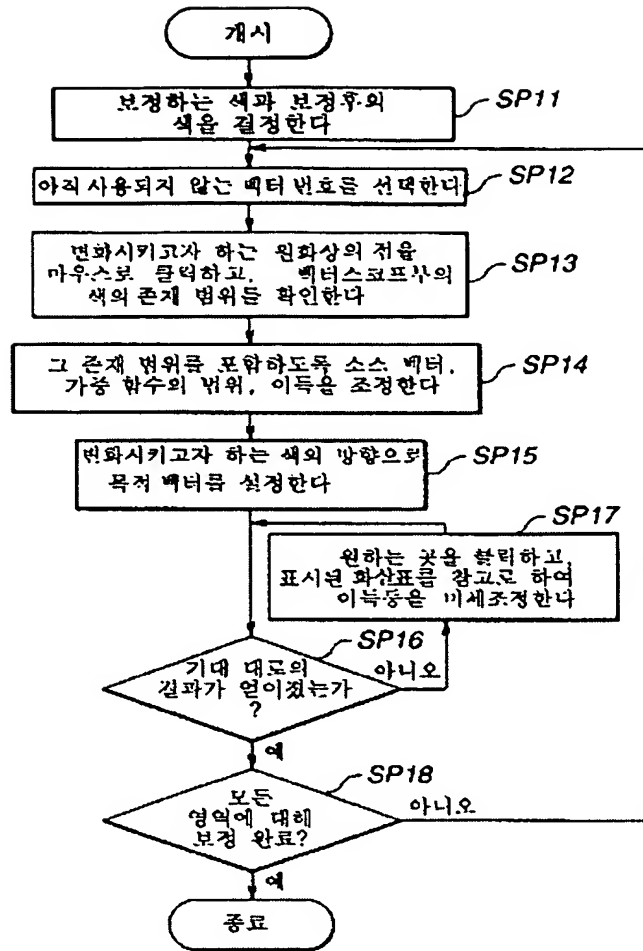 개시
보정하는 색과 보정후의
색을 결정한다
SP11
아직 사용되지 않는 벡터 번호를 선택한다
SP12
변화시키고자 하는 원화상의 점을
마우스로 클릭하고, 벡터스코프부의
색의 존재 범위를 확인한다
SP13
그 존재 범위를 포함하도록 소스 벡터,
가중 함수의 범위, 이득을 조정한다
SP14
변화시키고자 하는 색의 방향으로
목적 벡터를 설정한다
SP15
SP17
원하는 곳을 클릭하고,
표시된 화살표를 참고로 하여
이득등을 미세조정한다
SP16
기대 대로의
결과가 얻어졌는가
?
아니오
예
SP18
모든
영역에 대해
보정 완료?
아니오
예
종료